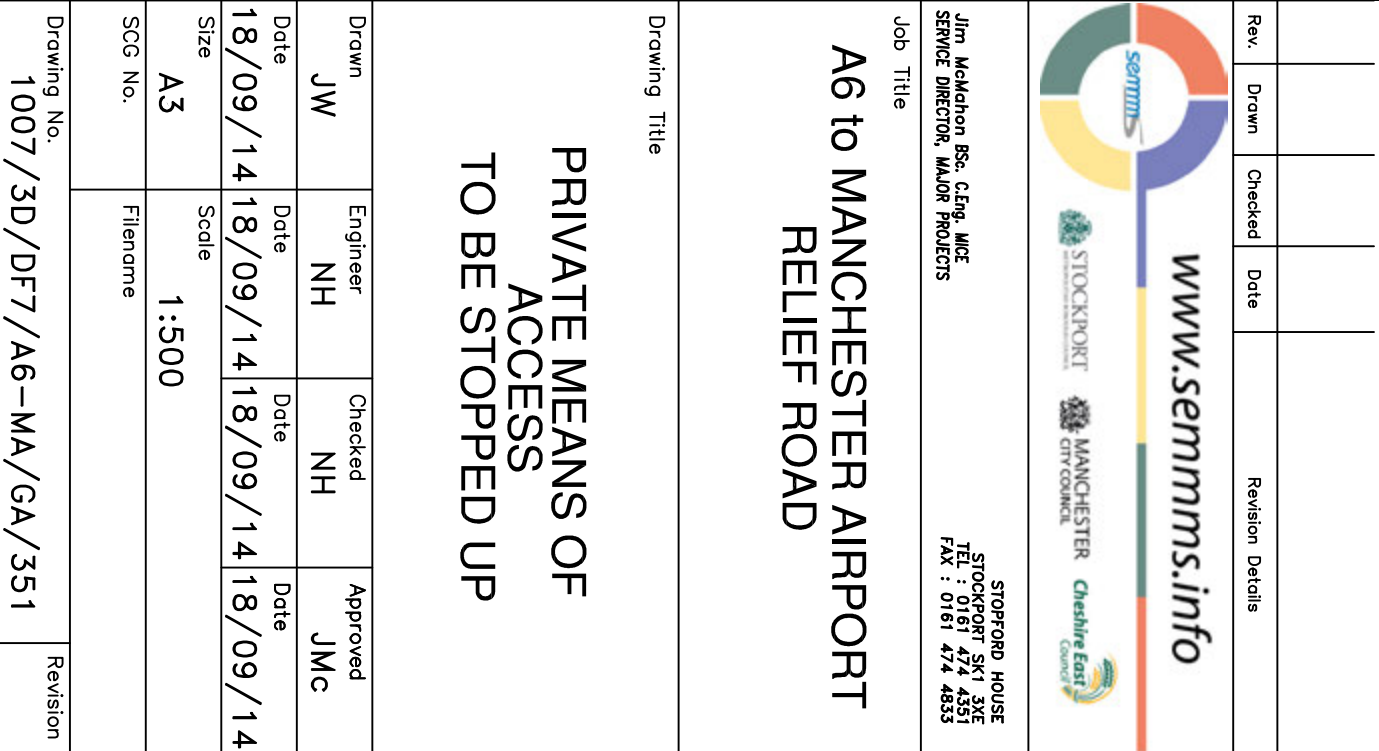 Rev. Drawn Checked Date Revision Details
www.semmms.info
semmms
STOCKPORT
METROPOLITAN BOROUGH COUNCIL
MANCHESTER
CITY COUNCIL
Cheshire East
Council
STOPFORD HOUSE
STOCKPORT SK1 3XE
TEL : 0161 474 4351
FAX : 0161 474 4833
Jim McMahon BSc. C.Eng. MICE
SERVICE DIRECTOR, MAJOR PROJECTS
Job Title
A6 to MANCHESTER AIRPORT
RELIEF ROAD
Drawing Title
PRIVATE MEANS OF
ACCESS
TO BE STOPPED UP
Drawn Engineer Checked Approved
JW NH NH JMc
Date Date Date Date
18/09/14 18/09/14 18/09/14 18/09/14
Size Scale
A3 1:500
SCG No. Filename
Drawing No. Revision
1007/3D/DF7/A6-MA/GA/351